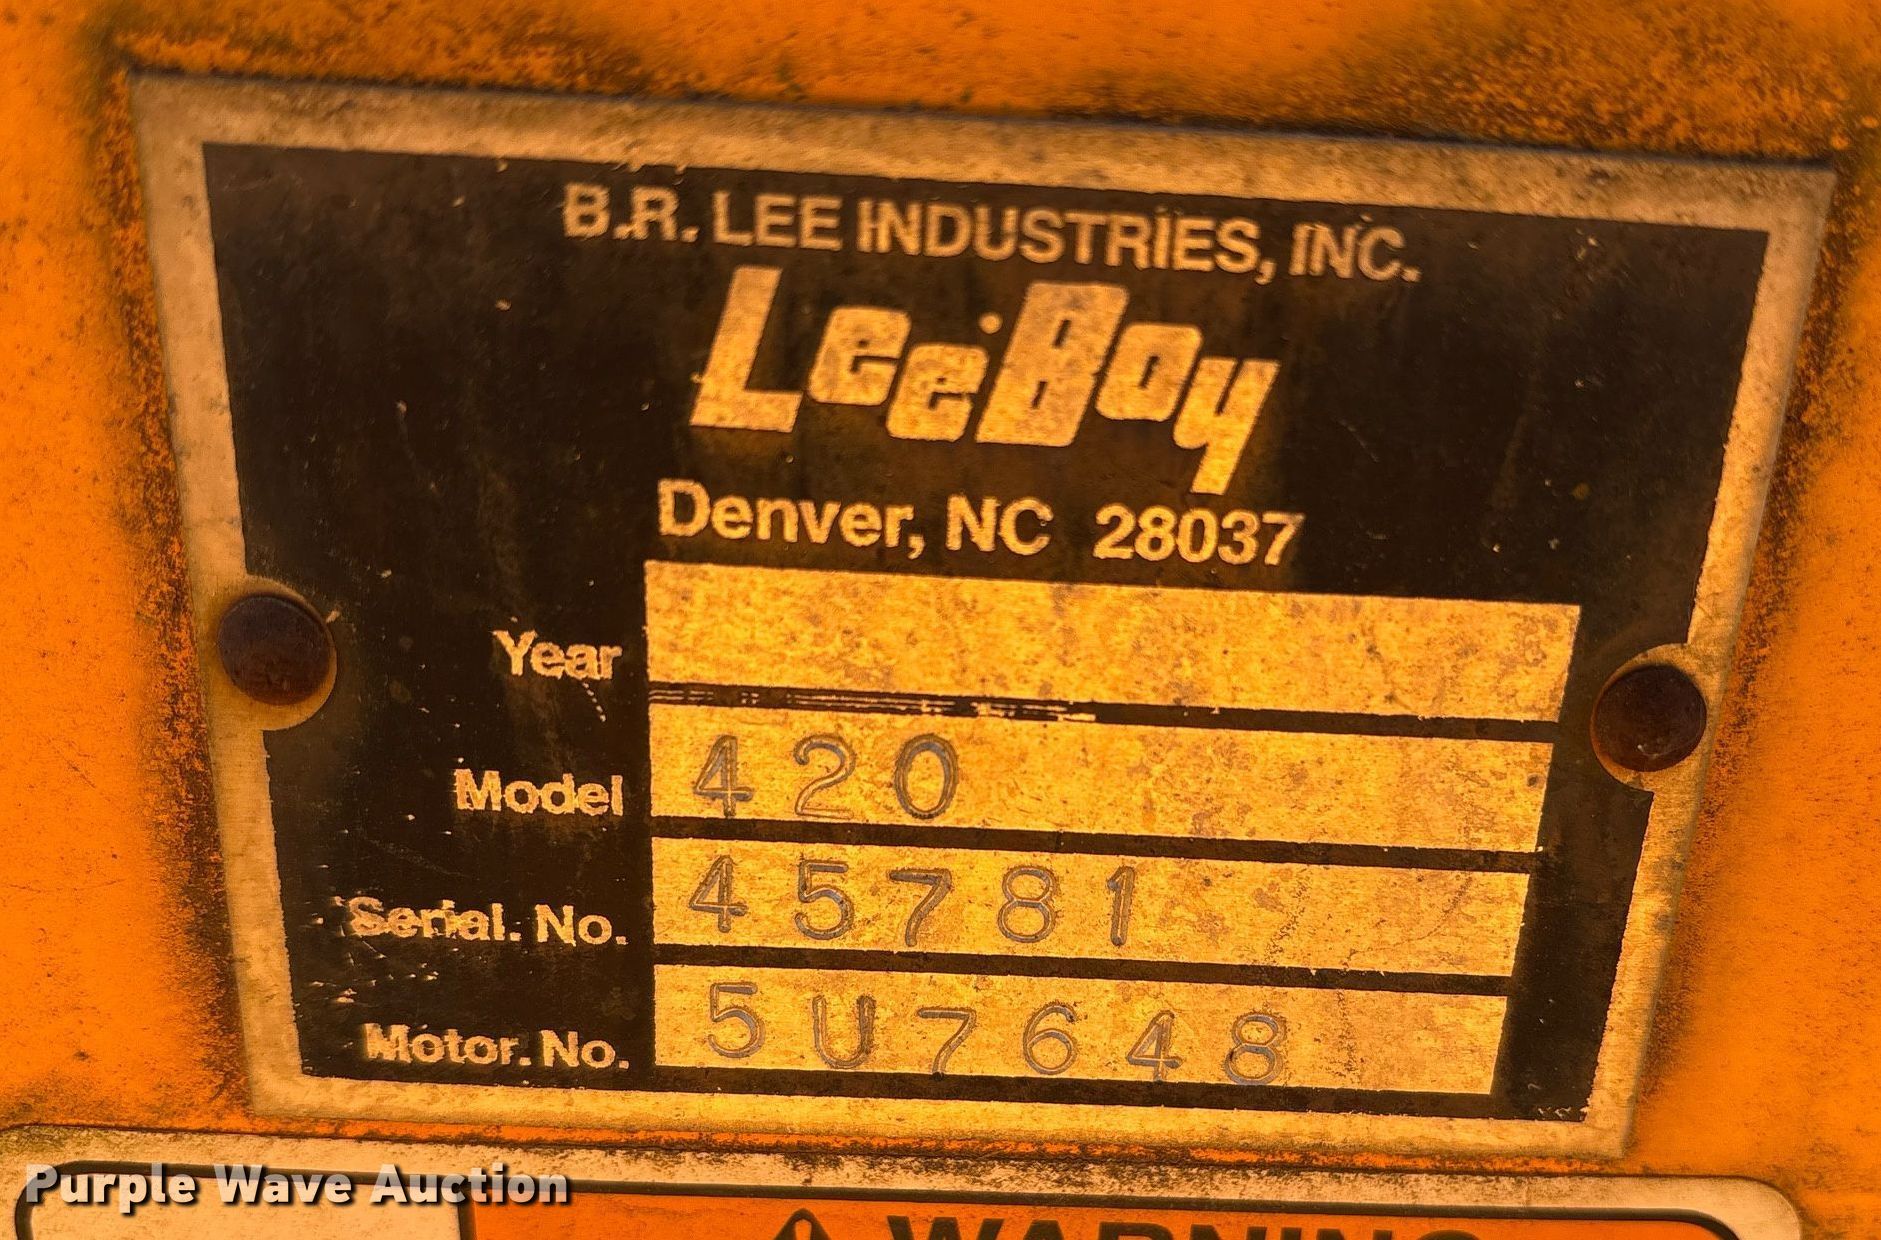 B.R. LEE INDUSTRIES, INC.
LeeBoy
Denver, NC 28037
Year
Model 420
Serial. No. 45781
Motor. No. 5U7648
Purple Wave Auction
WARNING